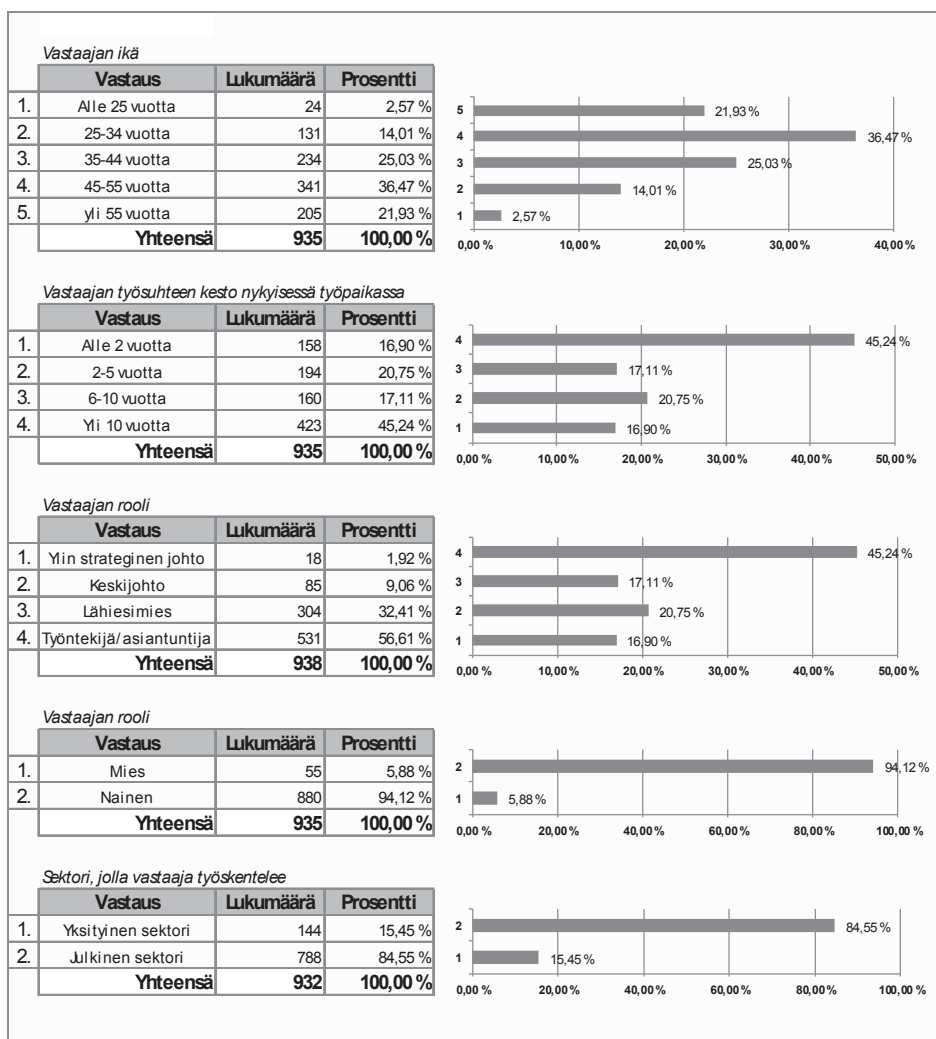 Vastaajan ikä
Vastaus Lukumäärä Prosentti
1. Alle 25 vuotta 24 2,57 %
2. 25-34 vuotta 131 14,01 %
3. 35-44 vuotta 234 25,03 %
4. 45-55 vuotta 341 36,47 %
5. yli 55 vuotta 205 21,93 %
Yhteensä 935 100,00 %
5 21,93 %
4 36,47 %
3 25,03 %
2 14,01 %
1 2,57 %
0,00 % 10,00 % 20,00 % 30,00 % 40,00 %
Vastaajan työsuhteen kesto nykyisessä työpaikassa
Vastaus Lukumäärä Prosentti
1. Alle 2 vuotta 158 16,90 %
2. 2-5 vuotta 194 20,75 %
3. 6-10 vuotta 160 17,11 %
4. Yli 10 vuotta 423 45,24 %
Yhteensä 935 100,00 %
4 45,24 %
3 17,11 %
2 20,75 %
1 16,90 %
0,00 % 10,00 % 20,00 % 30,00 % 40,00 % 50,00 %
Vastaajan rooli
Vastaus Lukumäärä Prosentti
1. Ylin strateginen johto 18 1,92 %
2. Keskijohto 85 9,06 %
3. Lähiesimies 304 32,41 %
4. Työntekijä/asiantuntija 531 56,61 %
Yhteensä 938 100,00 %
4 45,24 %
3 17,11 %
2 20,75 %
1 16,90 %
0,00 % 10,00 % 20,00 % 30,00 % 40,00 % 50,00 %
Vastaajan rooli
Vastaus Lukumäärä Prosentti
1. Mies 55 5,88 %
2. Nainen 880 94,12 %
Yhteensä 935 100,00 %
2 94,12 %
1 5,88 %
0,00 % 20,00 % 40,00 % 60,00 % 80,00 % 100,00 %
Sektori, jolla vastaaja työskentelee
Vastaus Lukumäärä Prosentti
1. Yksityinen sektori 144 15,45 %
2. Julkinen sektori 788 84,55 %
Yhteensä 932 100,00 %
2 84,55 %
1 15,45 %
0,00 % 20,00 % 40,00 % 60,00 % 80,00 % 100,00 %